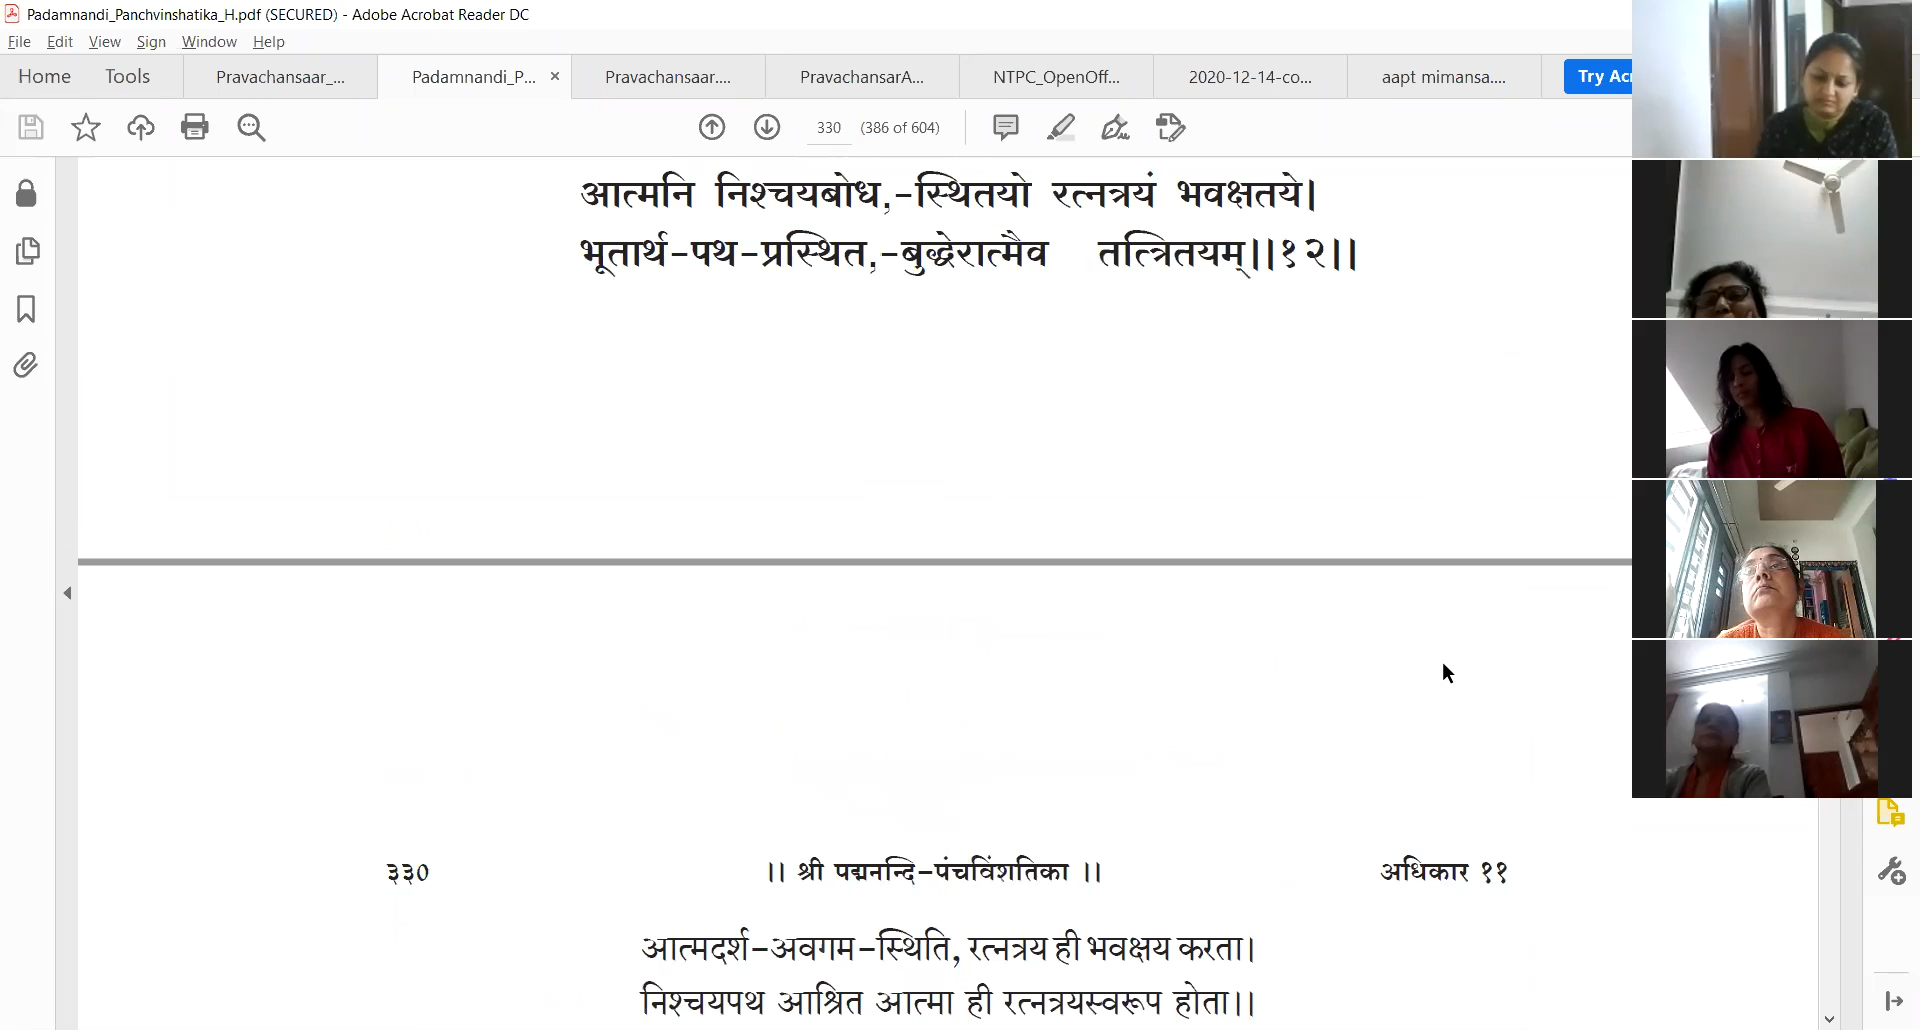 Padamnandi_Panchvinshatika_H.pdf (SECURED) - Adobe Acrobat Reader DC
File Edit View Sign Window Help
Home Tools Pravachansaar_... Padamnandi_P... × Pravachansaar.... PravachansarA... NTPC_OpenOff... 2020-12-14-co... aapt mimansa.... Try Acr
330 (386 of 604)
आत्मनि निश्चयबोध,-स्थितयो रत्नत्रयं भवक्षतये।
भूतार्थ-पथ-प्रस्थित,-बुद्धेरात्मैव तत्त्रितयम्।।१२।।
३३० ।। श्री पद्मनन्दि-पंचविंशतिका ।। अधिकार ११
आत्मदर्श-अवगम-स्थिति, रत्नत्रय ही भवक्षय करता।
निश्चयपथ आश्रित आत्मा ही रत्नत्रयस्वरूप होता।।